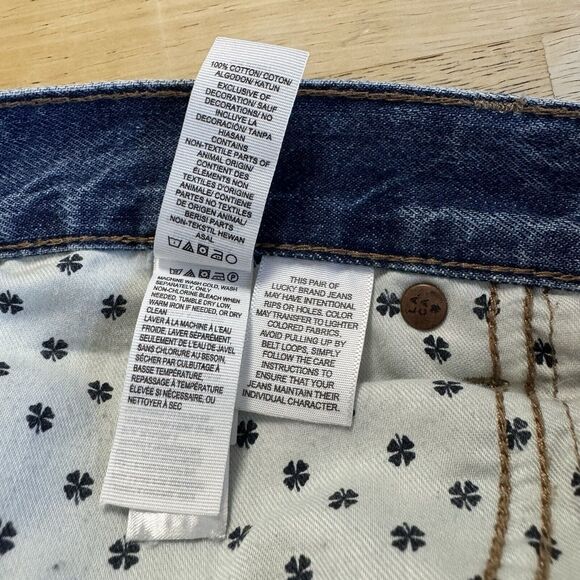 100% COTTON/ COTON/
ALGODÓN/ KATUN
EXCLUSIVE OF
DECORATION/ SAUF
DÉCORATIONS/ NO
INCLUYE LA
DECORACIÓN/ TANPA
HIASAN
CONTAINS
NON-TEXTILE PARTS OF
ANIMAL ORIGIN/
CONTIENT DES
ÉLÉMENTS NON
TEXTILES D'ORIGINE
ANIMALE/ CONTIENE
PARTES NO TEXTILES
DE ORIGEN ANIMAL/
BERISI PARTS
NON-TEKSTIL HEWAN
ASAL
MACHINE WASH COLD, WASH
SEPARATELY, ONLY
NON-CHLORINE BLEACH WHEN
NEEDED, TUMBLE DRY LOW,
WARM IRON IF NEEDED, OR DRY
CLEAN
LAVER À LA MACHINE À L'EAU
FROIDE, LAVER SÉPARÉMENT,
SEULEMENT DE L'EAU DE JAVEL
SANS CHLORURE AU BESOIN,
SÉCHER PAR CULBUTAGE À
BASSE TEMPÉRATURE
REPASSAGE À TEMPÉRATURE
ÉLEVÉE SI NÉCESSAIRE, OU
NETTOYER À SEC
THIS PAIR OF
LUCKY BRAND JEANS
MAY HAVE INTENTIONAL
RIPS OR HOLES. COLOR
MAY TRANSFER TO LIGHTER
COLORED FABRICS.
AVOID PULLING UP BY
BELT LOOPS, SIMPLY
FOLLOW THE CARE
INSTRUCTIONS TO
ENSURE THAT YOUR
JEANS MAINTAIN THEIR
INDIVIDUAL CHARACTER.